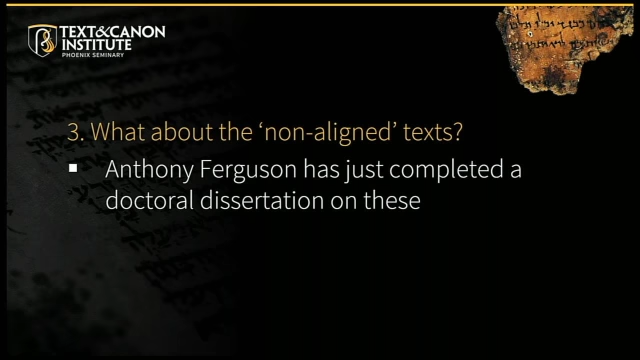 TEXT&CANON
INSTITUTE
PHOENIX SEMINARY
3. What about the ‘non-aligned’ texts?
▪ Anthony Ferguson has just completed a
doctoral dissertation on these